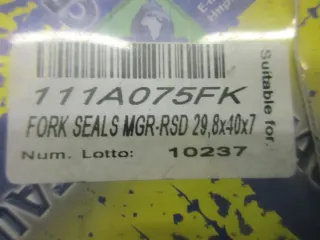 111A075FK
FORK SEALS MGR-RSD 29,8x40x7
Num. Lotto: 10237
Suitable for.